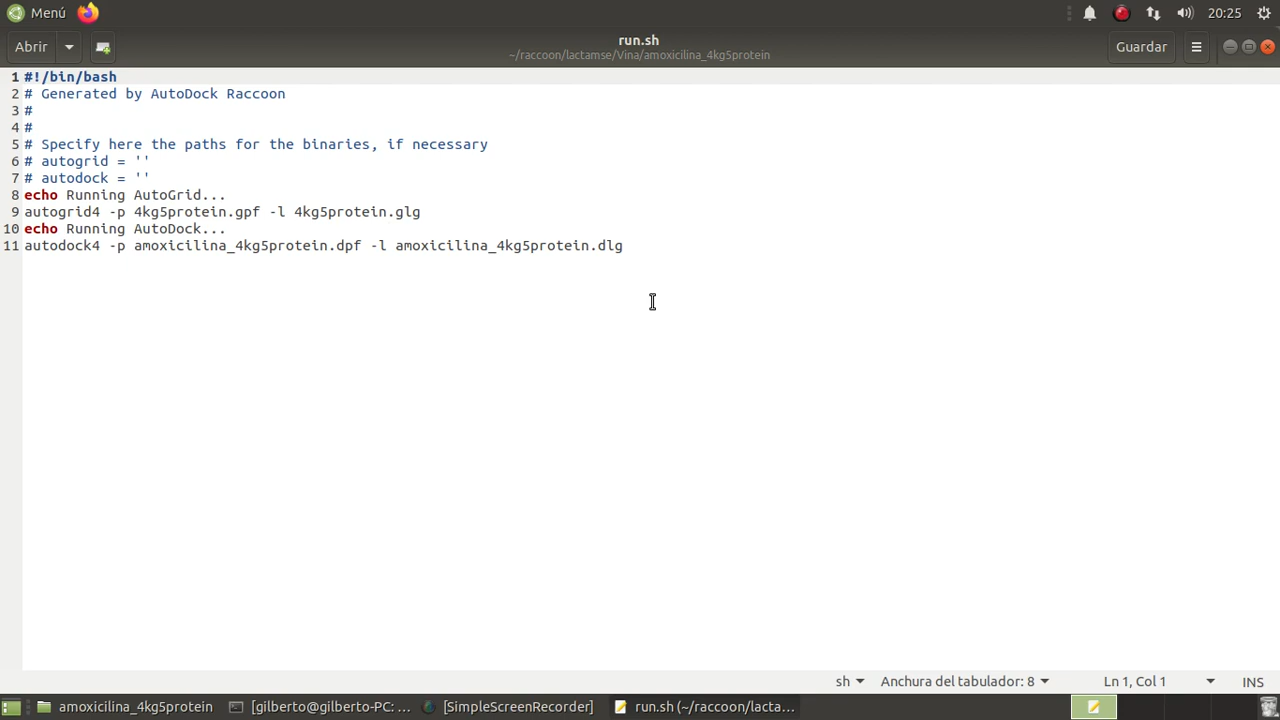 Menú
20:25
Abrir
run.sh
~/raccoon/lactamse/Vina/amoxicilina_4kg5protein
Guardar
1 #!/bin/bash
2 # Generated by AutoDock Raccoon
3 #
4 #
5 # Specify here the paths for the binaries, if necessary
6 # autogrid = ''
7 # autodock = ''
8 echo Running AutoGrid...
9 autogrid4 -p 4kg5protein.gpf -l 4kg5protein.glg
10 echo Running AutoDock...
11 autodock4 -p amoxicilina_4kg5protein.dpf -l amoxicilina_4kg5protein.dlg
sh Anchura del tabulador: 8 Ln 1, Col 1 INS
amoxicilina_4kg5protein [gilberto@gilberto-PC: ... [SimpleScreenRecorder] run.sh (~/raccoon/lacta...